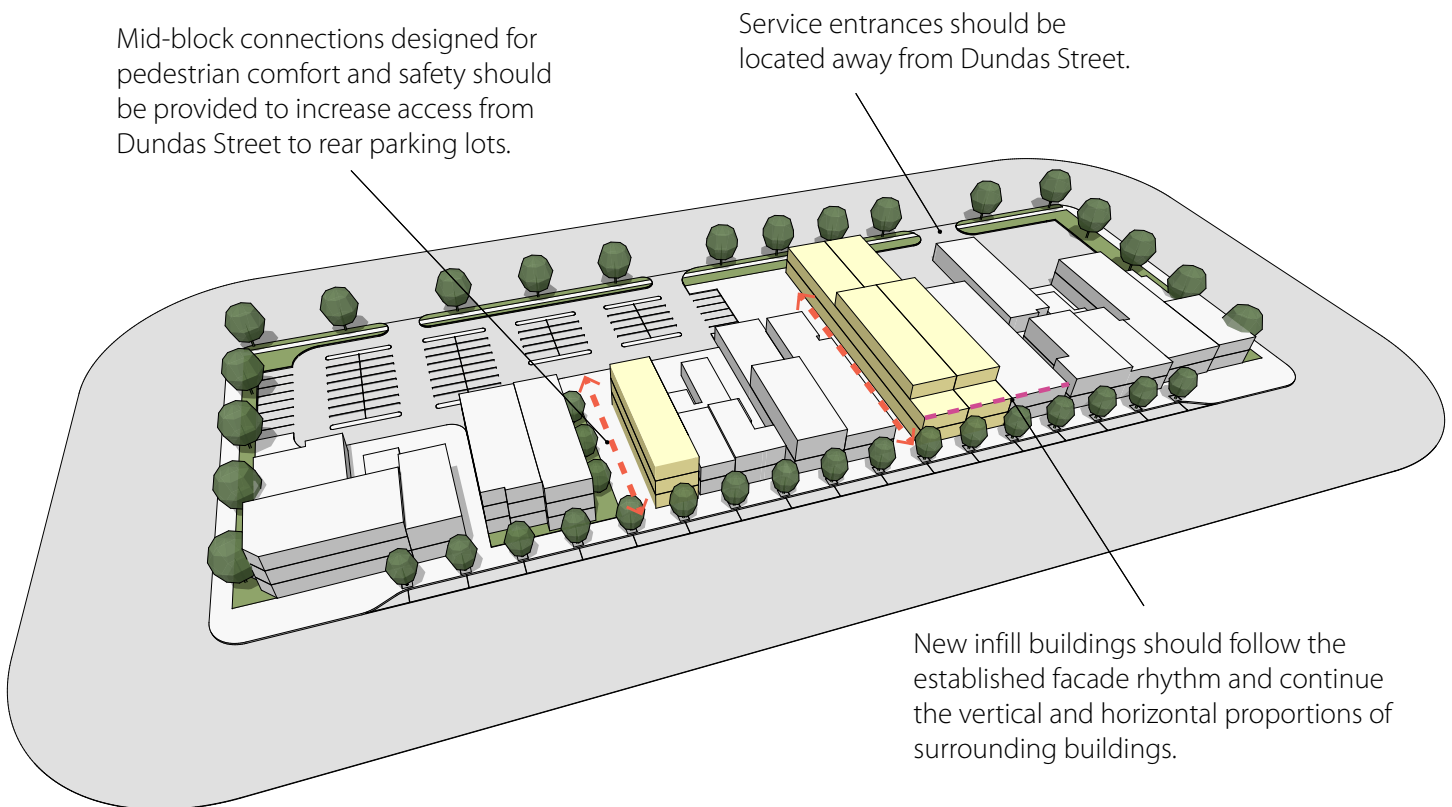 Mid-block connections designed for
pedestrian comfort and safety should
be provided to increase access from
Dundas Street to rear parking lots.
Service entrances should be
located away from Dundas Street.
New infill buildings should follow the
established facade rhythm and continue
the vertical and horizontal proportions of
surrounding buildings.